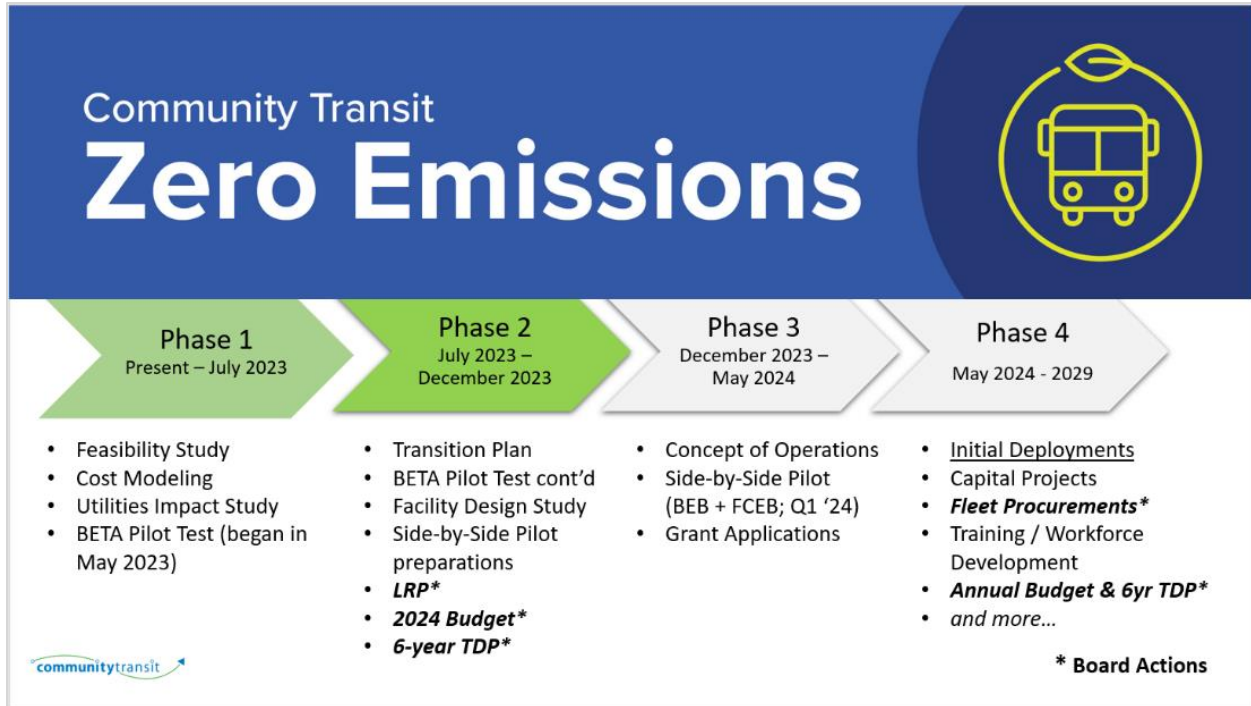 Community Transit
Zero Emissions
Phase 1
Present – July 2023
• Feasibility Study
• Cost Modeling
• Utilities Impact Study
• BETA Pilot Test (began in
May 2023)
Phase 2
July 2023 –
December 2023
• Transition Plan
• BETA Pilot Test cont’d
• Facility Design Study
• Side-by-Side Pilot
preparations
• LRP*
• 2024 Budget*
• 6-year TDP*
Phase 3
December 2023 –
May 2024
• Concept of Operations
• Side-by-Side Pilot
(BEB + FCEB; Q1 ‘24)
• Grant Applications
Phase 4
May 2024 - 2029
• Initial Deployments
• Capital Projects
• Fleet Procurements*
• Training / Workforce
Development
• Annual Budget & 6yr TDP*
• and more…
communitytransit
* Board Actions